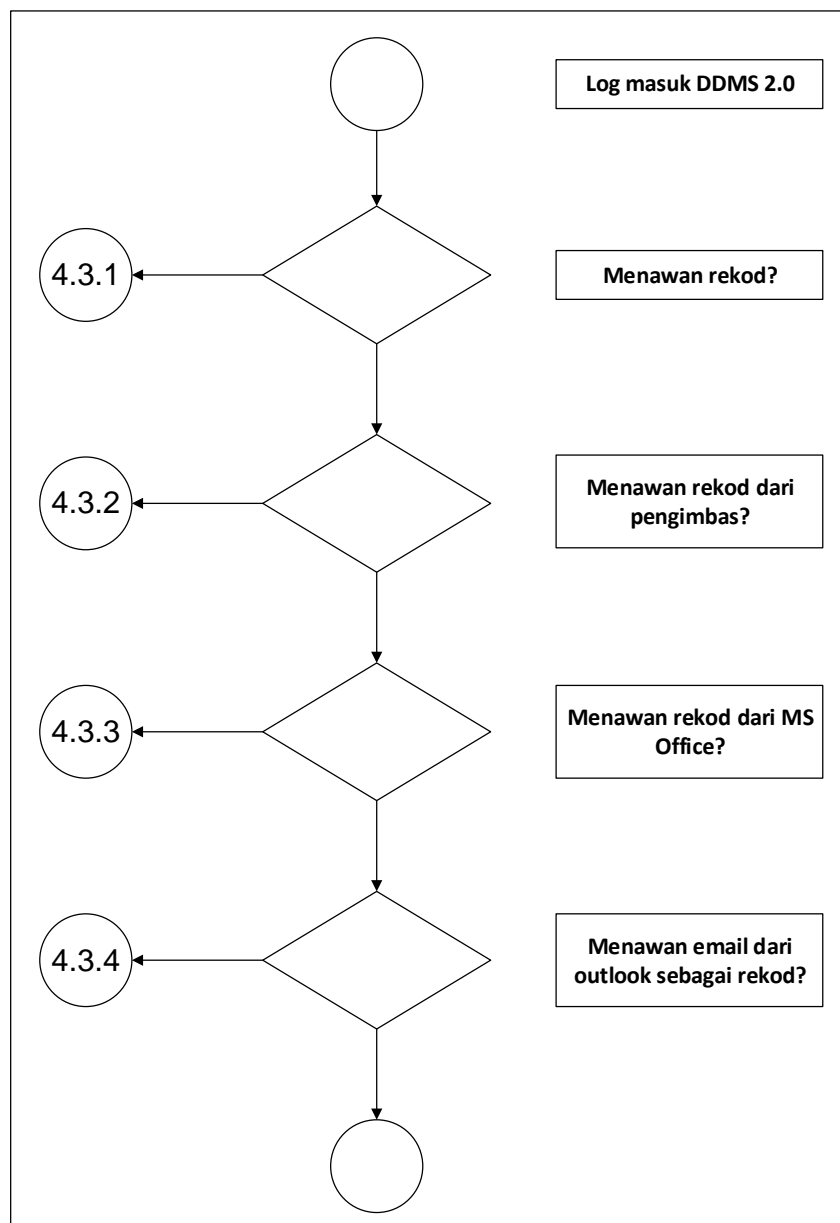 Log masuk DDMS 2.0
4.3.1
Menawan rekod?
4.3.2
Menawan rekod dari
pengimbas?
4.3.3
Menawan rekod dari MS
Office?
4.3.4
Menawan email dari
outlook sebagai rekod?